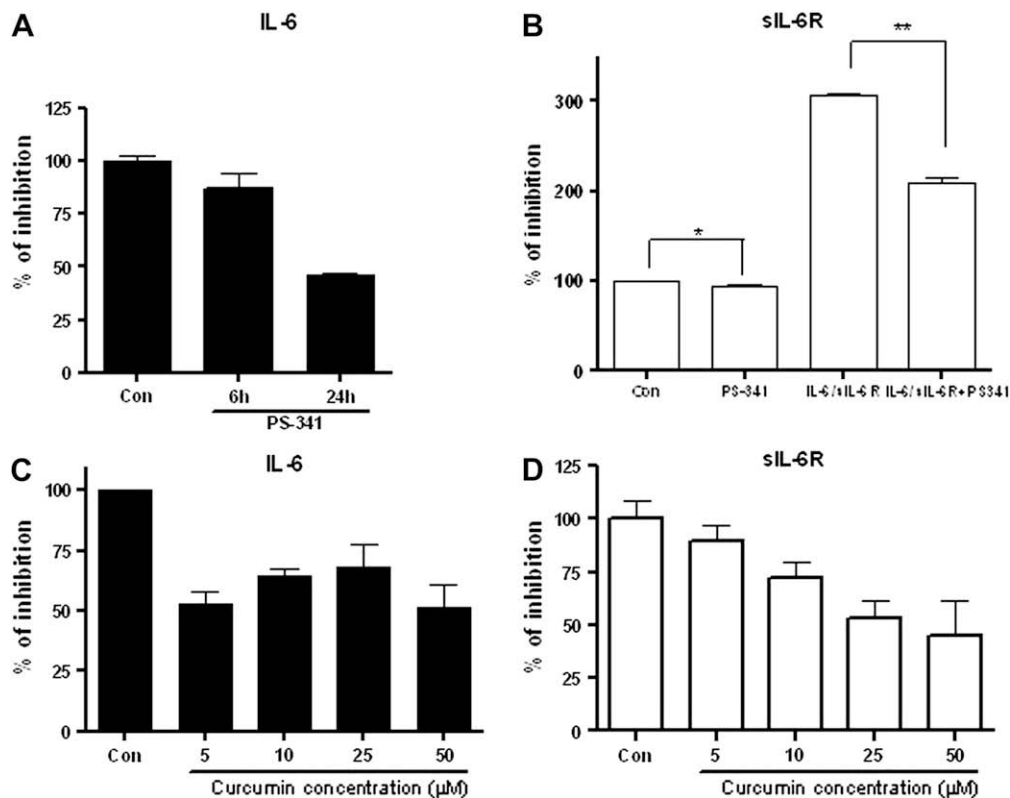 A
IL-6
% of inhibition
125
100
75
50
25
0
Con
6h
24h
PS-341
B
sIL-6R
% of inhibition
300
200
100
0
*
**
Con
PS-341
IL-6/sIL-6R
IL-6/sIL-6R+PS341
C
IL-6
% of inhibition
100
75
50
25
0
Con
5
10
25
50
Curcumin concentration (µM)
D
sIL-6R
% of inhibition
125
100
75
50
25
0
Con
5
10
25
50
Curcumin concentration (µM)